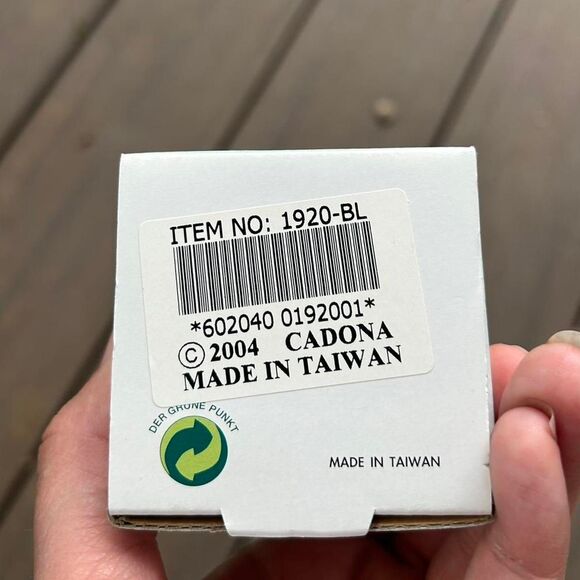 ITEM NO: 1920-BL
*602040 0192001*
© 2004 CADONA
MADE IN TAIWAN
DER GRÜNE PUNKT
MADE IN TAIWAN